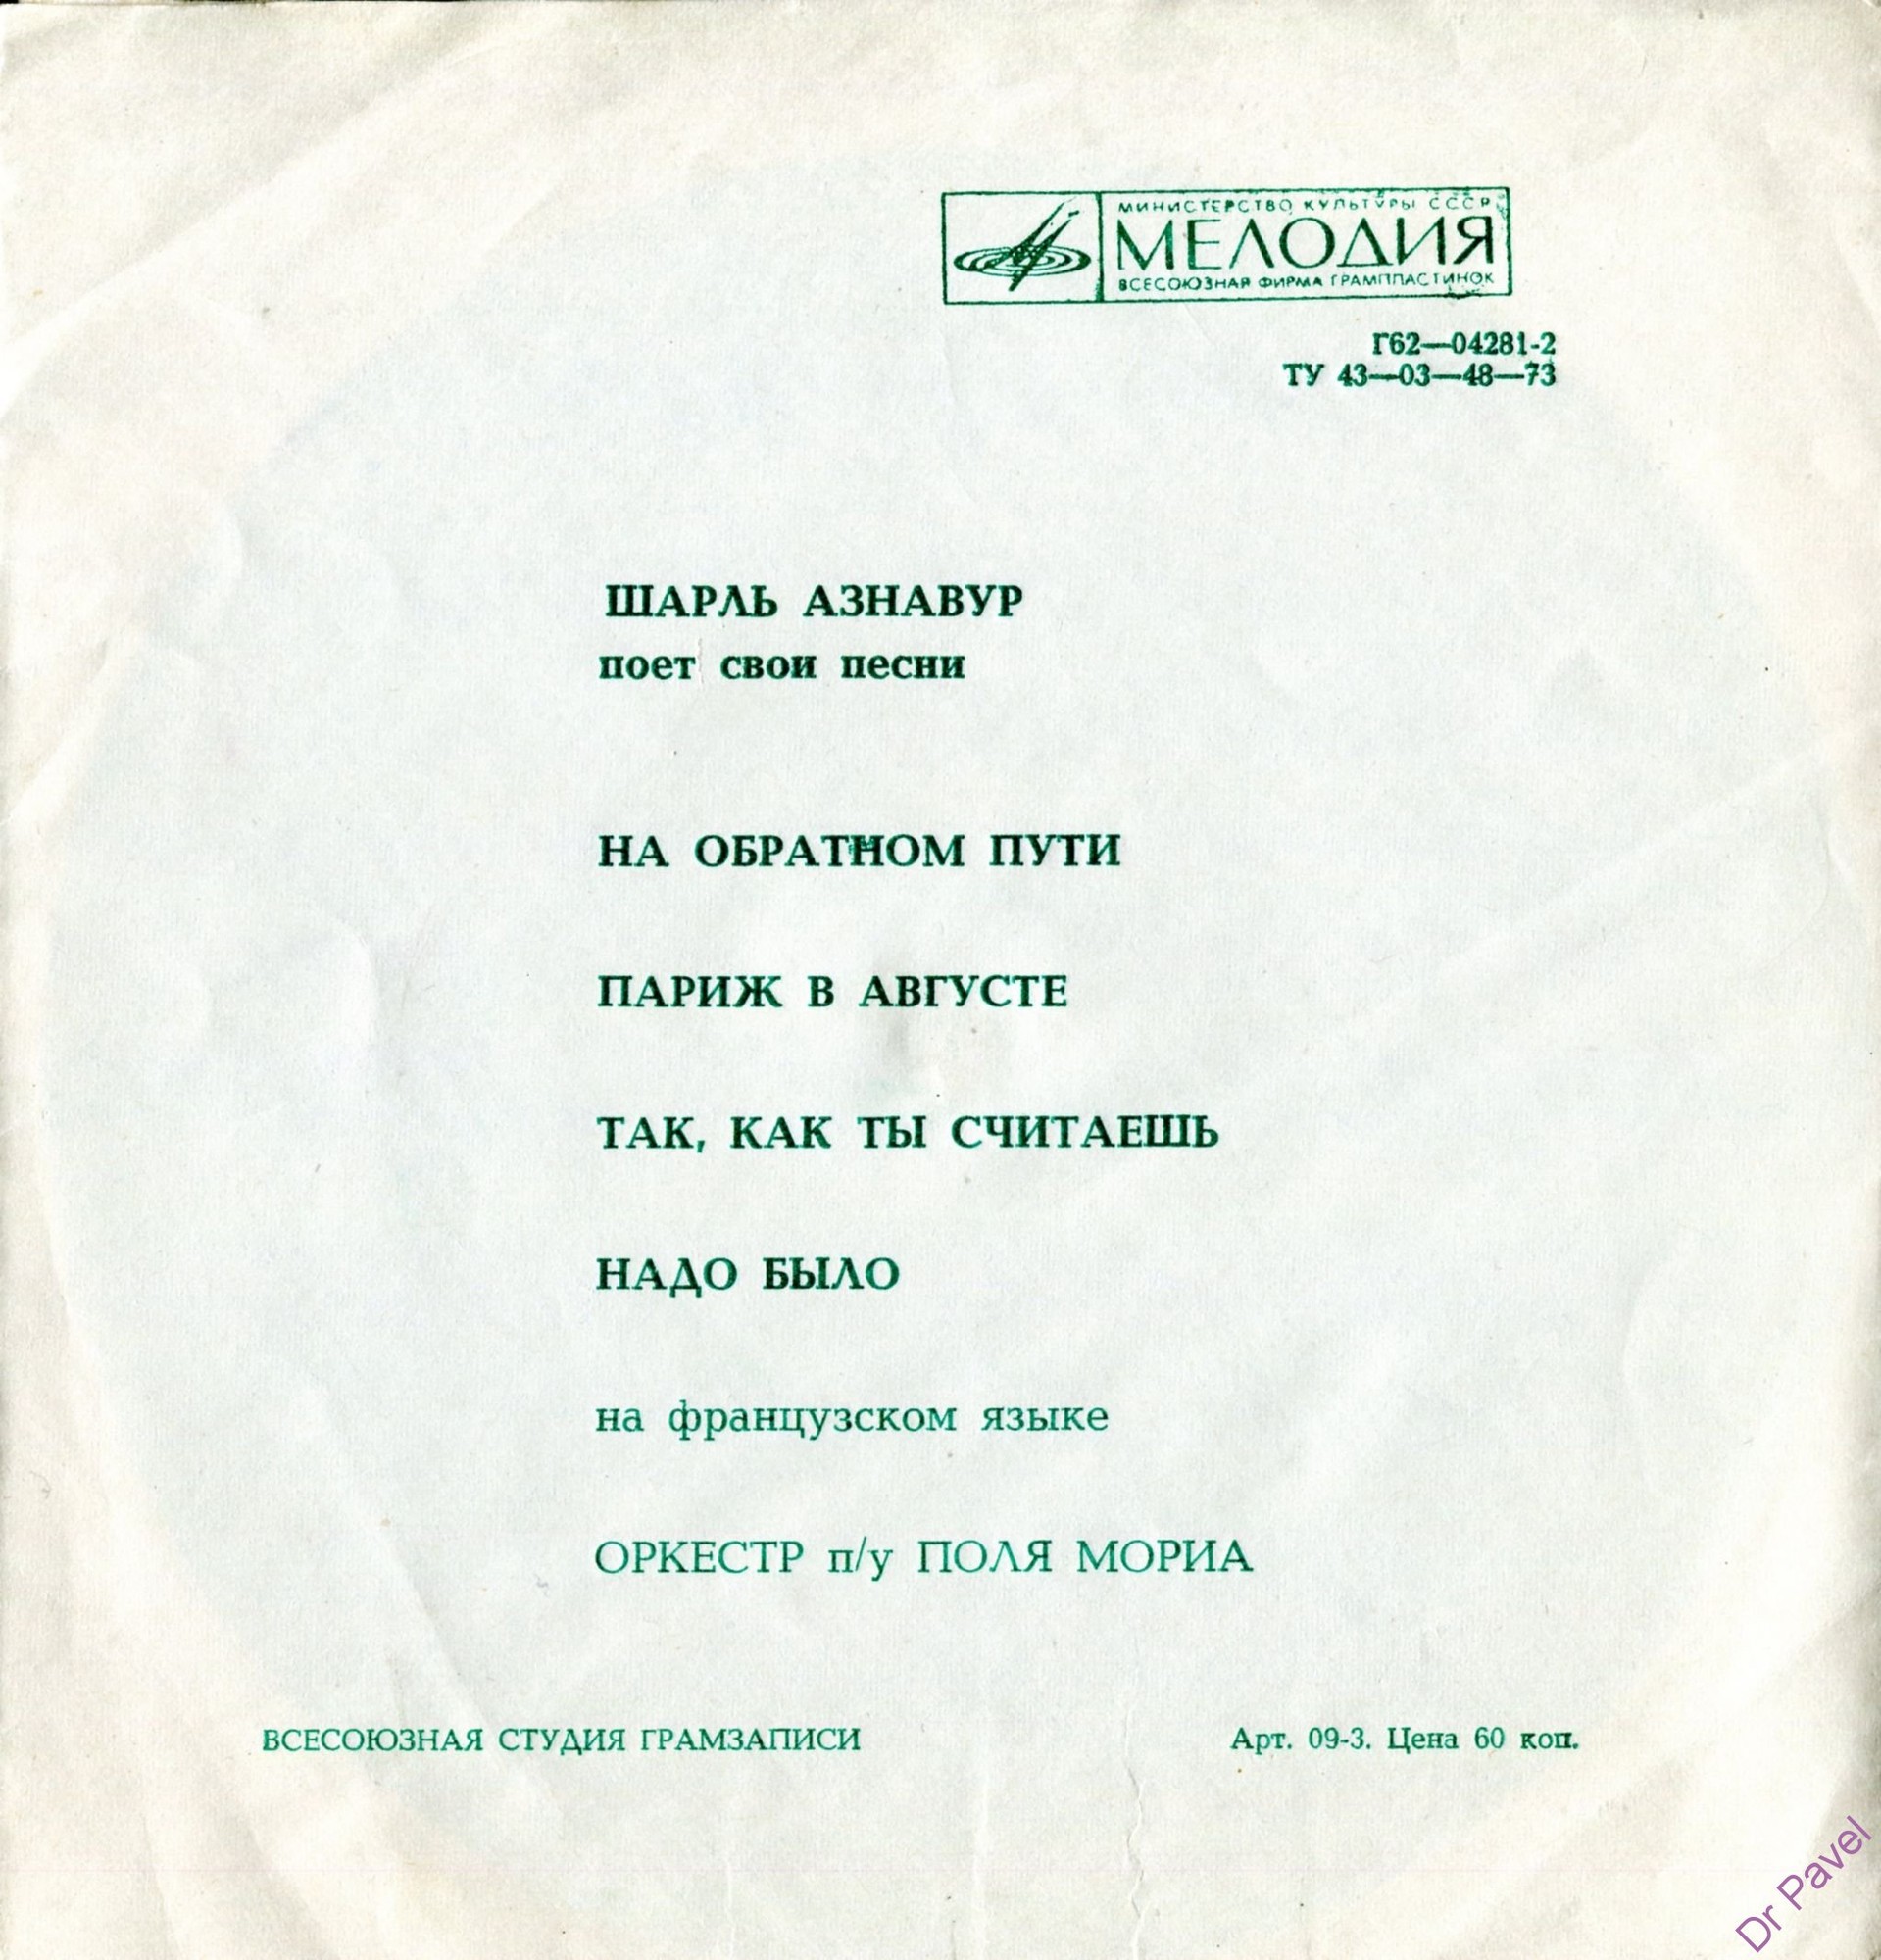 МИНИСТЕРСТВО КУЛЬТУРЫ СССР
МЕЛОДИЯ
ВСЕСОЮЗНАЯ ФИРМА ГРАМПЛАСТИНОК
Г62—04281-2
ТУ 43—03—48—73
ШАРЛЬ АЗНАВУР
поет свои песни
НА ОБРАТНОМ ПУТИ
ПАРИЖ В АВГУСТЕ
ТАК, КАК ТЫ СЧИТАЕШЬ
НАДО БЫЛО
на французском языке
ОРКЕСТР п/у ПОЛЯ МОРИА
ВСЕСОЮЗНАЯ СТУДИЯ ГРАМЗАПИСИ
Арт. 09-3. Цена 60 коп.
Dr Pavel